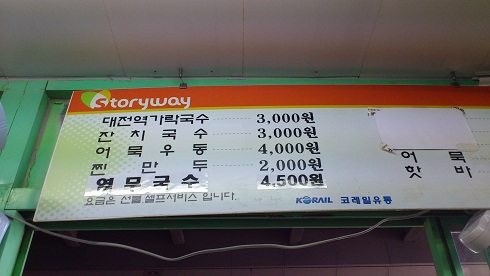 Storyway
대전역가락국수 3,000원
잔치국수 3,000원
어묵우동 4,000원
찐만두 2,000원
열무국수 4,500원
어묵
핫바
요금은 선불 셀프서비스 입니다.
KORAIL 코레일유통